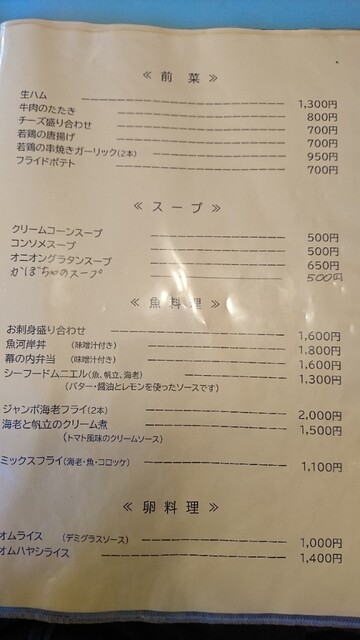 ≪ 前 菜 ≫
生ハム 1,300円
牛肉のたたき 800円
チーズ盛り合わせ 700円
若鶏の唐揚げ 700円
若鶏の串焼きガーリック(2本) 950円
フライドポテト 700円
≪ スープ ≫
クリームコーンスープ 500円
コンソメスープ 500円
オニオングラタンスープ 650円
かぼちゃのスープ 500円
≪ 魚料理 ≫
お刺身盛り合わせ 1,600円
魚河岸丼 (味噌汁付き) 1,800円
幕の内弁当 (味噌汁付き) 1,600円
シーフードムニエル(魚、帆立、海老) 1,300円
(バター・醤油とレモンを使ったソースです)
ジャンボ海老フライ(2本) 2,000円
海老と帆立のクリーム煮 1,500円
(トマト風味のクリームソース)
ミックスフライ(海老・魚・コロッケ) 1,100円
≪ 卵料理 ≫
オムライス (デミグラスソース) 1,000円
オムハヤシライス 1,400円